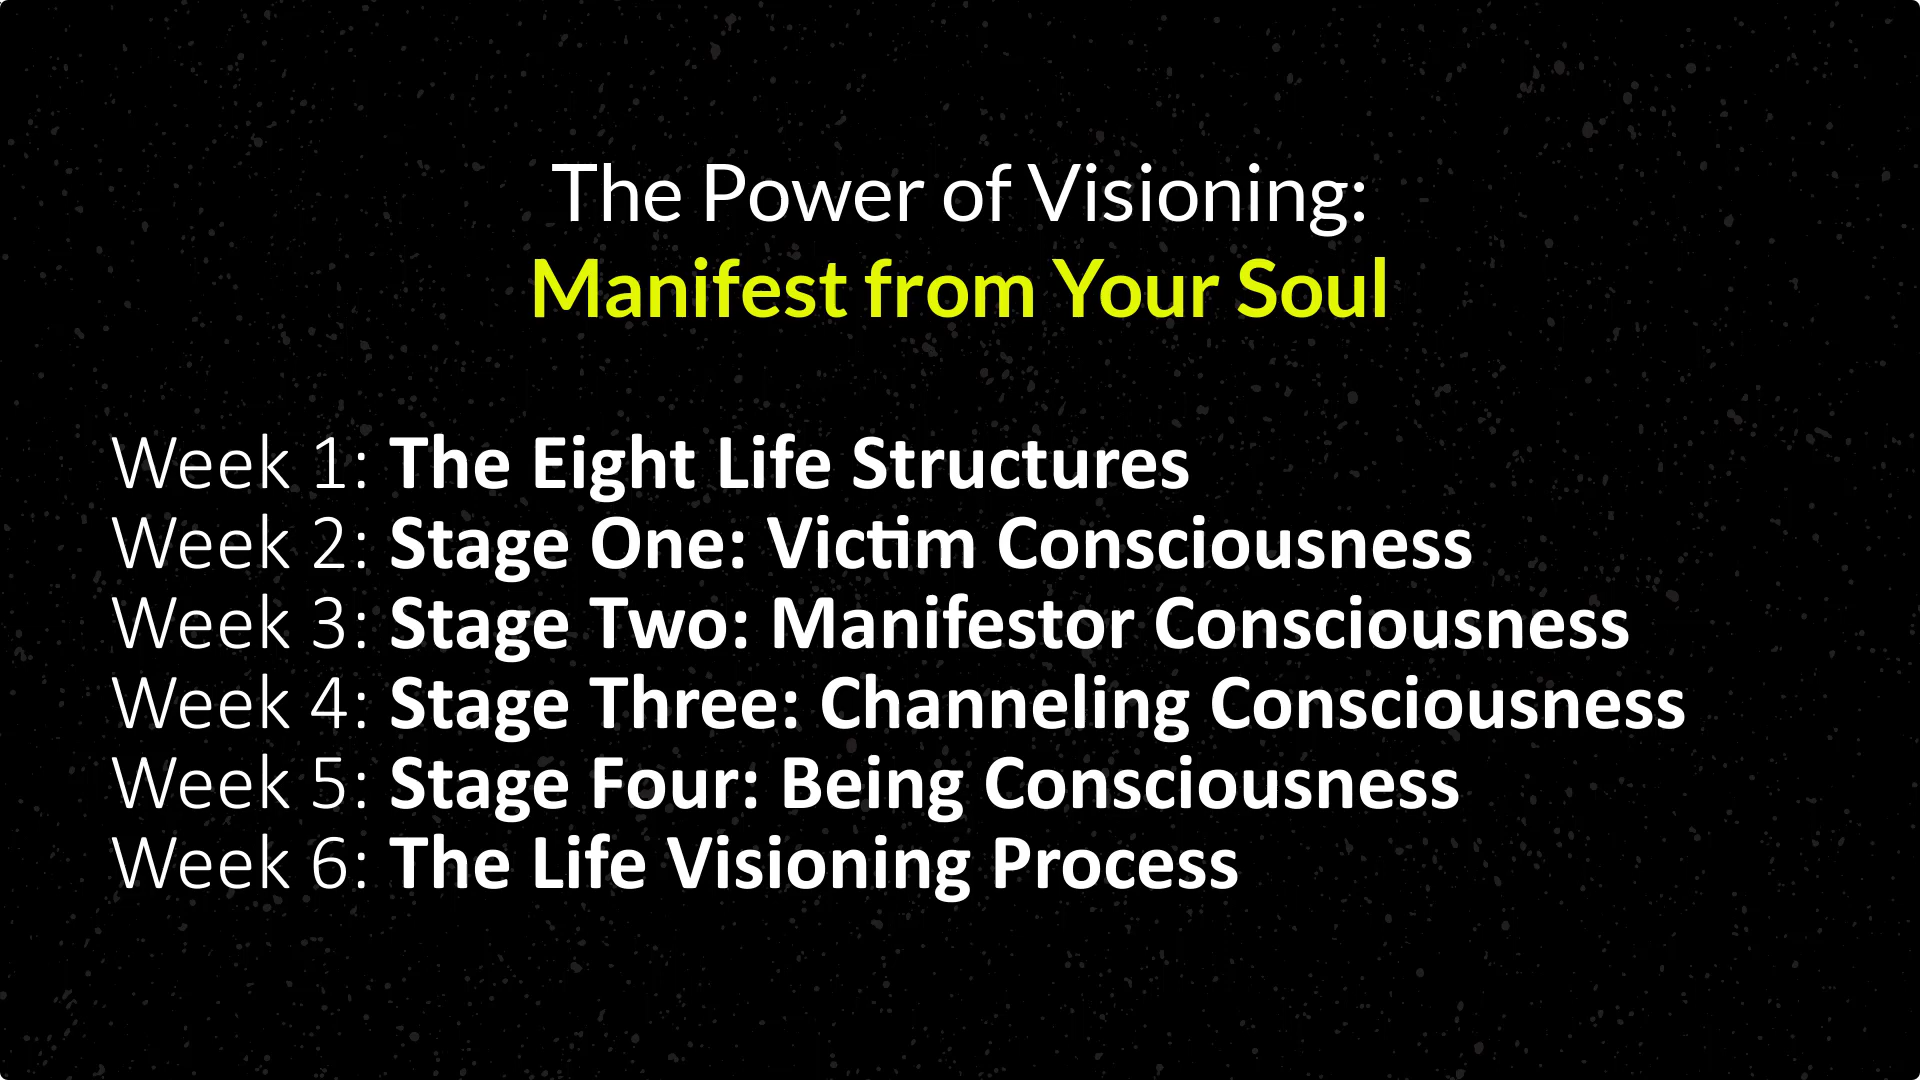 The Power of Visioning:
Manifest from Your Soul
Week 1: The Eight Life Structures
Week 2: Stage One: Victim Consciousness
Week 3: Stage Two: Manifestor Consciousness
Week 4: Stage Three: Channeling Consciousness
Week 5: Stage Four: Being Consciousness
Week 6: The Life Visioning Process